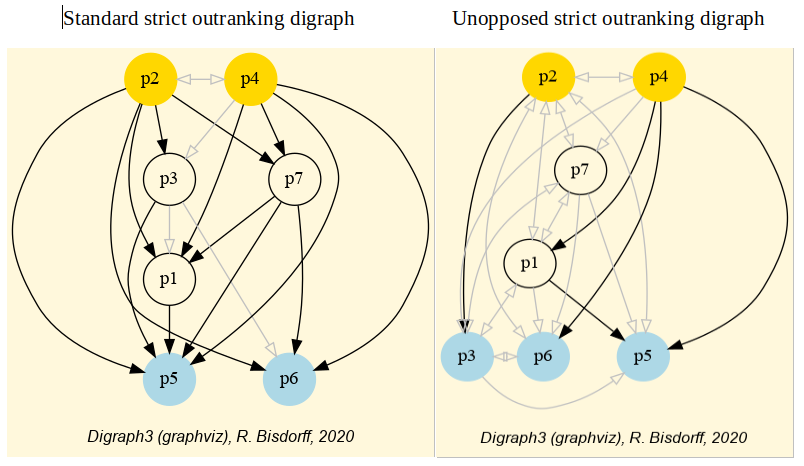 Standard strict outranking digraph
Unopposed strict outranking digraph
p2
p4
p3
p7
p1
p5
p6
Digraph3 (graphviz), R. Bisdorff, 2020
p2
p4
p7
p1
p3
p6
p5
Digraph3 (graphviz), R. Bisdorff, 2020